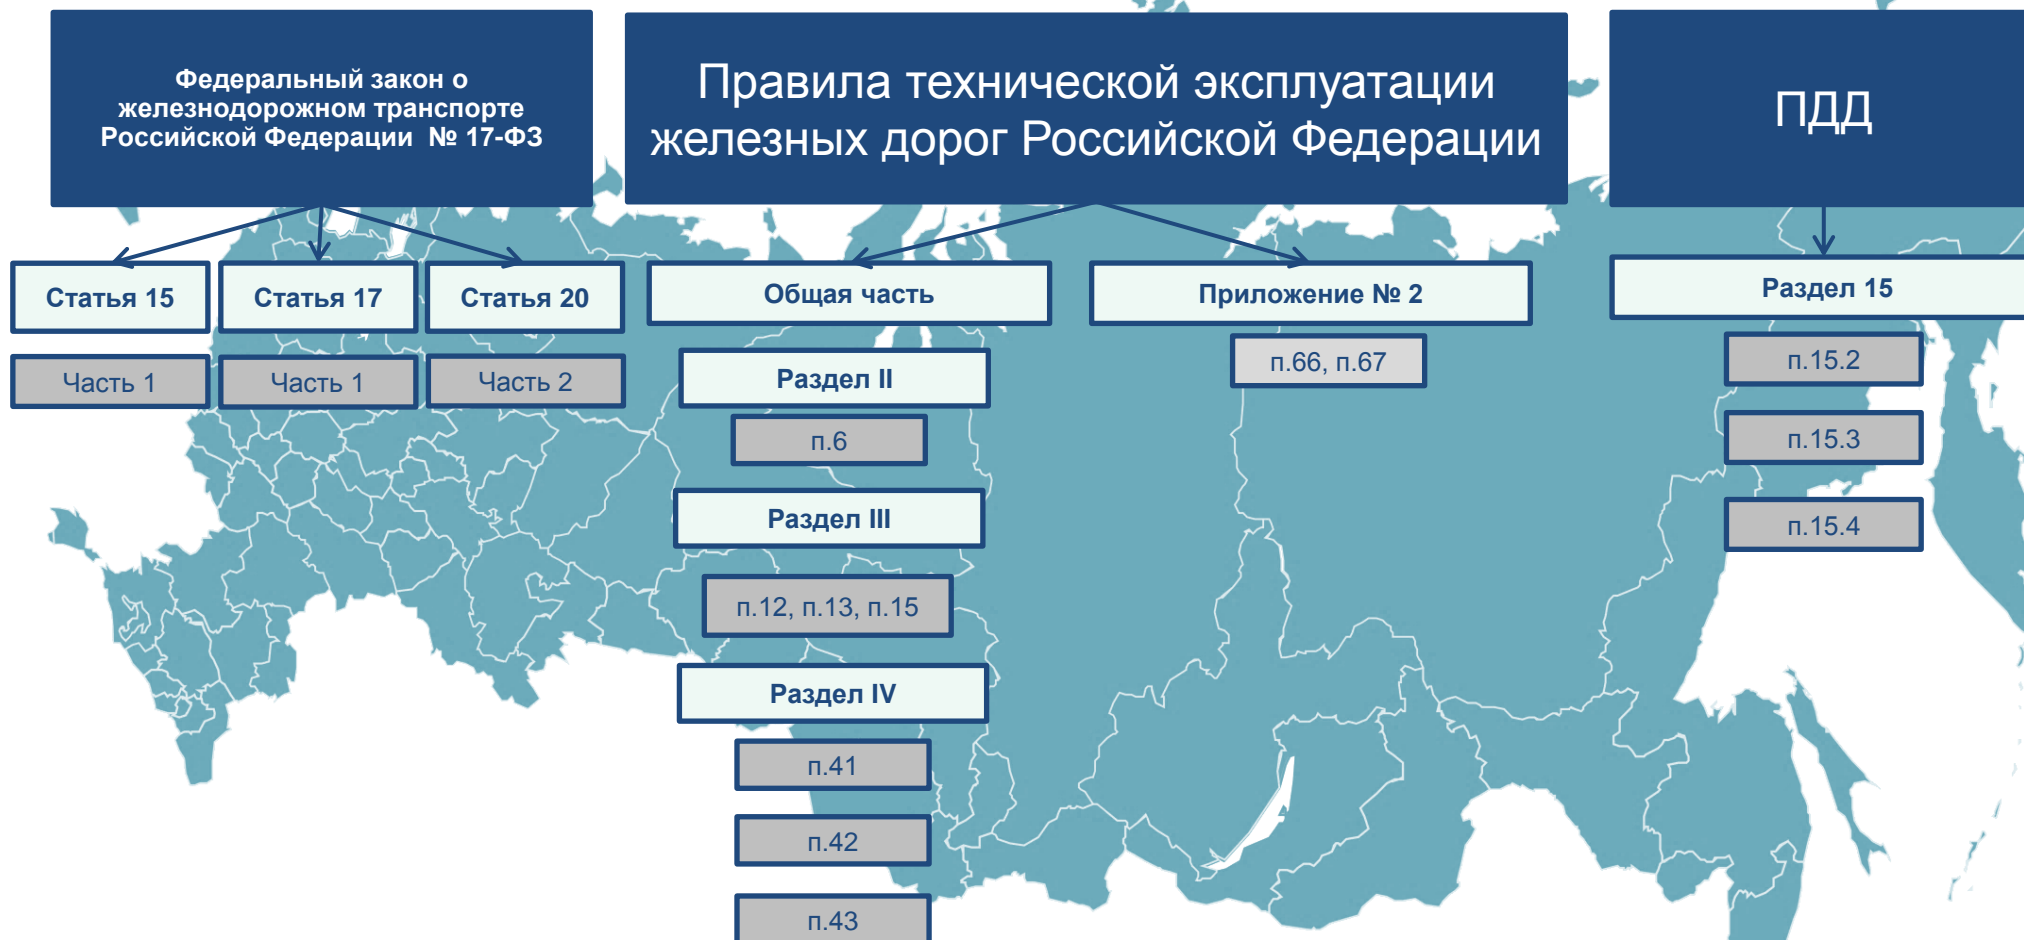 Федеральный закон о
железнодорожном транспорте
Российской Федерации № 17-ФЗ
Правила технической эксплуатации
железных дорог Российской Федерации
ПДД
Статья 15
Статья 17
Статья 20
Общая часть
Приложение № 2
Раздел 15
Часть 1
Часть 1
Часть 2
Раздел II
п.66, п.67
п.15.2
п.6
п.15.3
Раздел III
п.15.4
п.12, п.13, п.15
Раздел IV
п.41
п.42
п.43